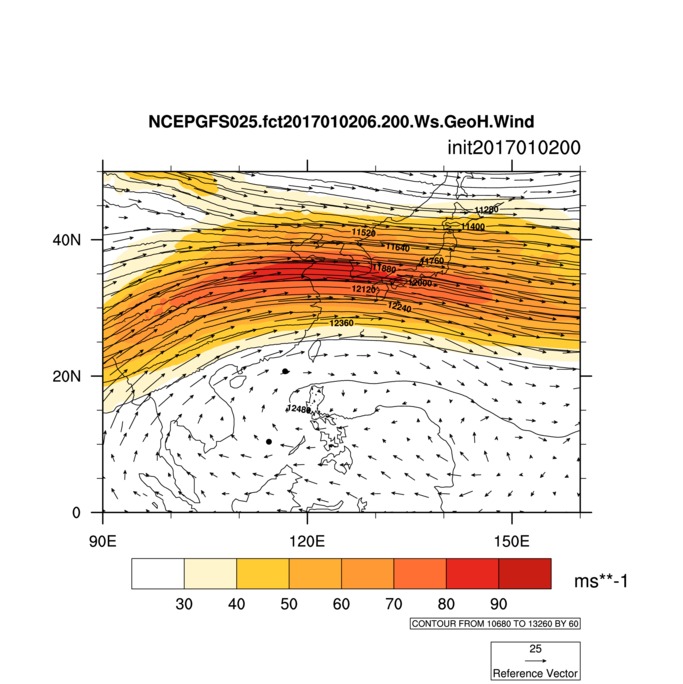 NCEPGFS025.fct2017010206.200.Ws.GeoH.Wind
init2017010200
11280
11400
11520
11640
11760
11880
12000
12120
12240
12360
12480
40N
20N
0
90E 120E 150E
ms**-1
30 40 50 60 70 80 90
CONTOUR FROM 10680 TO 13260 BY 60
25
Reference Vector